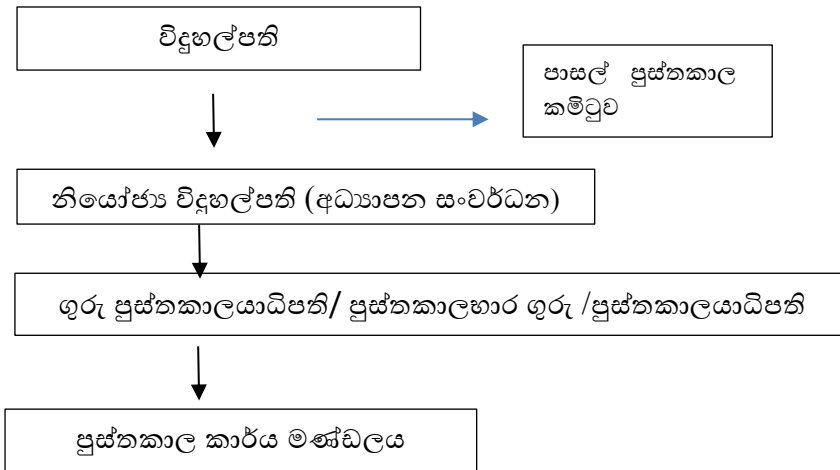 විදුහල්පති
පාසල් පුස්තකාල
කමිටුව
නියෝජ්‍ය විදුහල්පති (අධ්‍යාපන සංවර්ධන)
ගුරු පුස්තකාලයාධිපති/ පුස්තකාලභාර ගුරු /පුස්තකාලයාධිපති
පුස්තකාල කාර්ය මණ්ඩලය